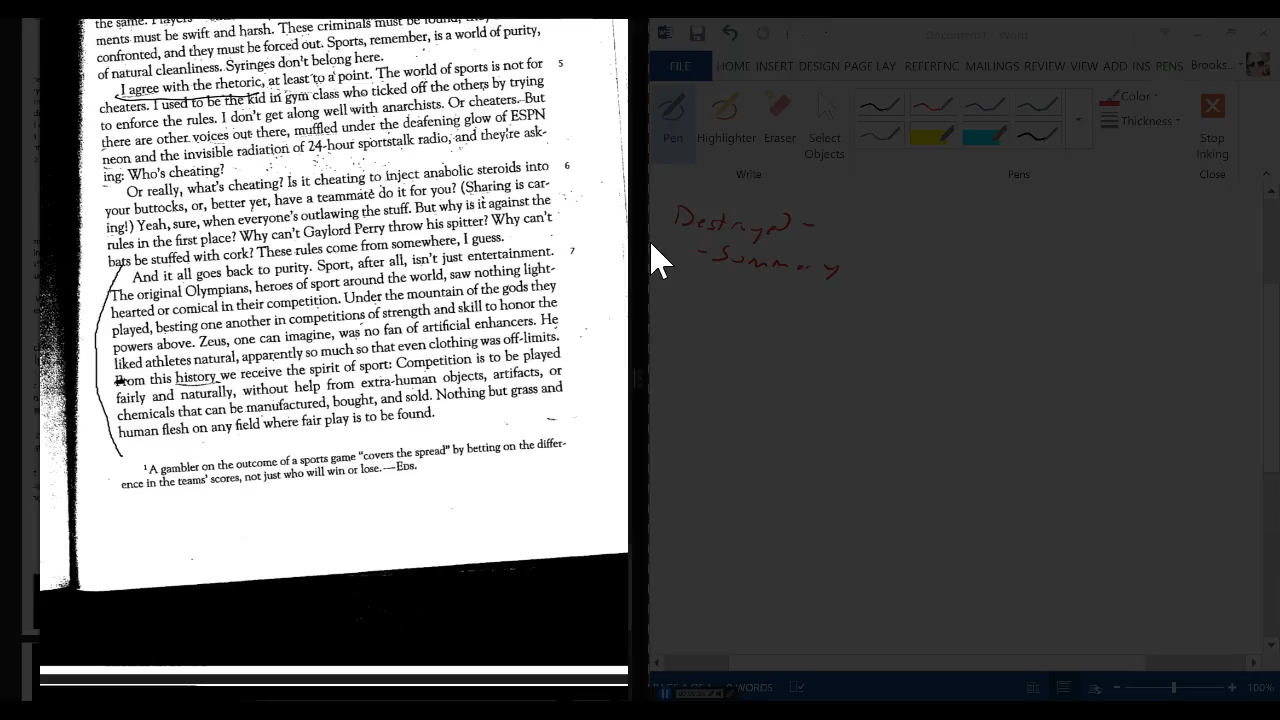 the same. Players
ments must be swift and harsh. These criminals must be found, they
confronted, and they must be forced out. Sports, remember, is a world of purity,
of natural cleanliness. Syringes don't belong here.
I agree with the rhetoric, at least to a point. The world of sports is not for 5
cheaters. I used to be the kid in gym class who ticked off the others by trying
to enforce the rules. I don't get along well with anarchists. Or cheaters. But
there are other voices out there, muffled under the deafening glow of ESPN
neon and the invisible radiation of 24-hour sportstalk radio, and they're ask-
ing: Who's cheating?
Or really, what's cheating? Is it cheating to inject anabolic steroids into 6
your buttocks, or, better yet, have a teammate do it for you? (Sharing is car-
ing!) Yeah, sure, when everyone's outlawing the stuff. But why is it against the
rules in the first place? Why can't Gaylord Perry throw his spitter? Why can't
bats be stuffed with cork? These rules come from somewhere, I guess.
And it all goes back to purity. Sport, after all, isn't just entertainment. 7
The original Olympians, heroes of sport around the world, saw nothing light-
hearted or comical in their competition. Under the mountain of the gods they
played, besting one another in competitions of strength and skill to honor the
powers above. Zeus, one can imagine, was no fan of artificial enhancers. He
liked athletes natural, apparently so much so that even clothing was off-limits.
From this history we receive the spirit of sport: Competition is to be played
fairly and naturally, without help from extra-human objects, artifacts, or
chemicals that can be manufactured, bought, and sold. Nothing but grass and
human flesh on any field where fair play is to be found.
1 A gambler on the outcome of a sports game "covers the spread" by betting on the differ-
ence in the teams' scores, not just who will win or lose.—EDS.
Document1 - Word
FILE HOME INSERT DESIGN PAGE LAY REFERENC MAILINGS REVIEW VIEW ADD INS PENS Brooks...
Pen Highlighter Eraser Select Objects Color Thickness Stop Inking
Write Pens Close
Destroyed -
- Summary
WORDS 100%